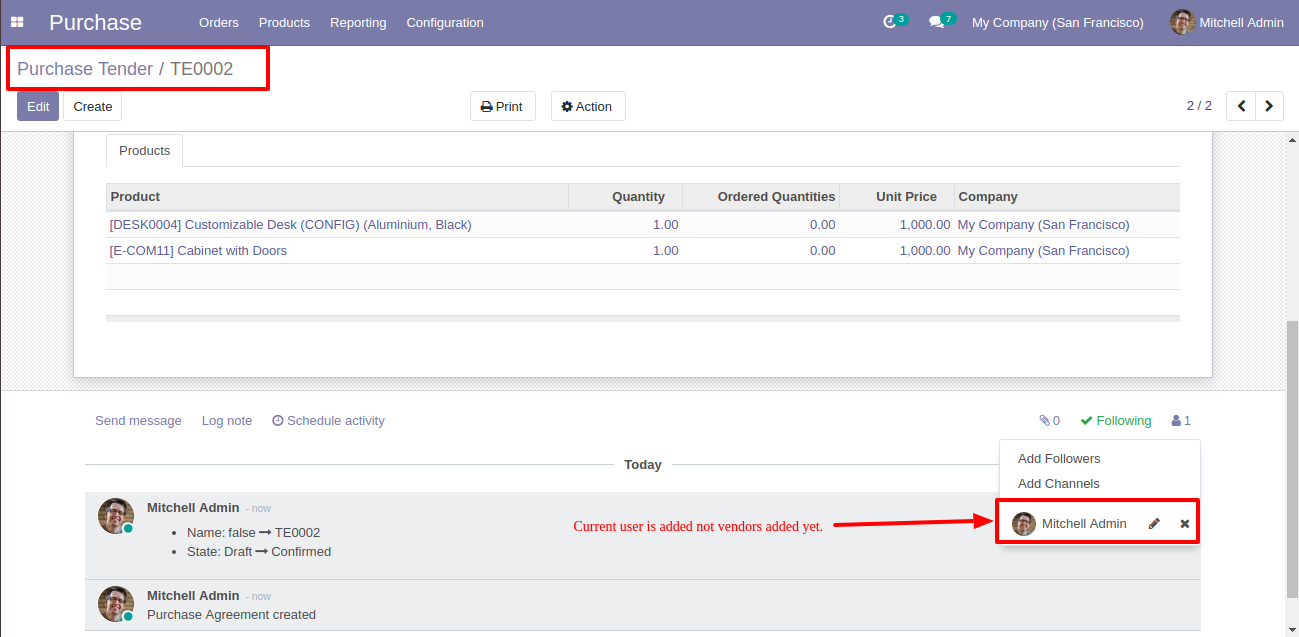 Purchase Orders Products Reporting Configuration 3 7 My Company (San Francisco) Mitchell Admin
Purchase Tender / TE0002
Edit Create Print Action 2 / 2
Products
Product Quantity Ordered Quantities Unit Price Company
[DESK0004] Customizable Desk (CONFIG) (Aluminium, Black) 1.00 0.00 1,000.00 My Company (San Francisco)
[E-COM11] Cabinet with Doors 1.00 0.00 1,000.00 My Company (San Francisco)
Send message Log note Schedule activity 0 Following 1
Add Followers
Today
Add Channels
Mitchell Admin - now
Current user is added not vendors added yet. Mitchell Admin
• Name: false → TE0002
• State: Draft → Confirmed
Mitchell Admin - now
Purchase Agreement created